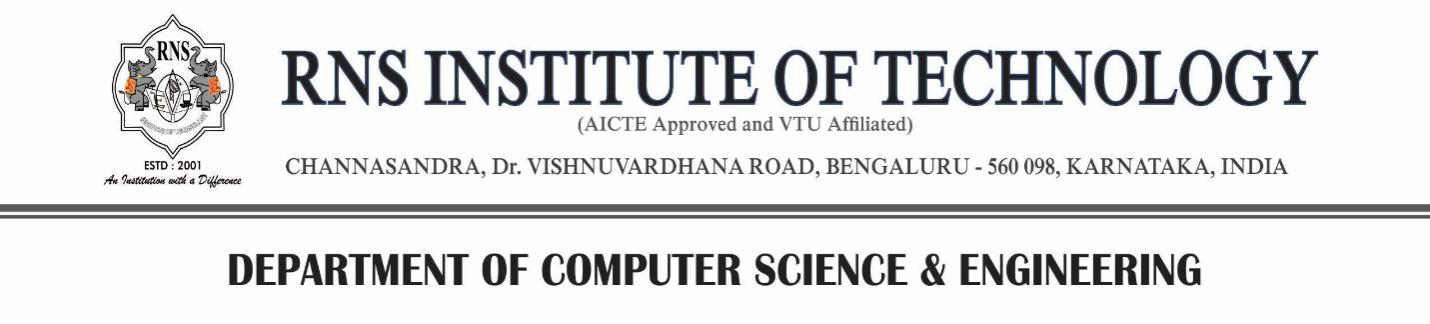 RNS
ESTD : 2001
An Institution with a Difference
RNS INSTITUTE OF TECHNOLOGY
(AICTE Approved and VTU Affiliated)
CHANNASANDRA, Dr. VISHNUVARDHANA ROAD, BENGALURU - 560 098, KARNATAKA, INDIA
DEPARTMENT OF COMPUTER SCIENCE & ENGINEERING